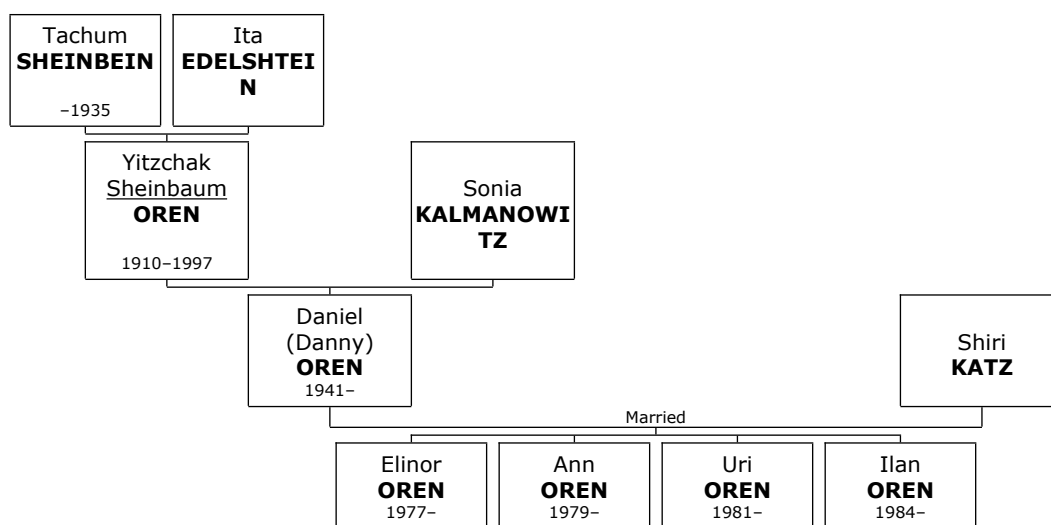 Tachum
SHEINBEIN
–1935
Ita
EDELSHTEI
N
Yitzchak
Sheinbaum
OREN
1910–1997
Sonia
KALMANOWI
TZ
Daniel
(Danny)
OREN
1941–
Shiri
KATZ
Married
Elinor
OREN
1977–
Ann
OREN
1979–
Uri
OREN
1981–
Ilan
OREN
1984–